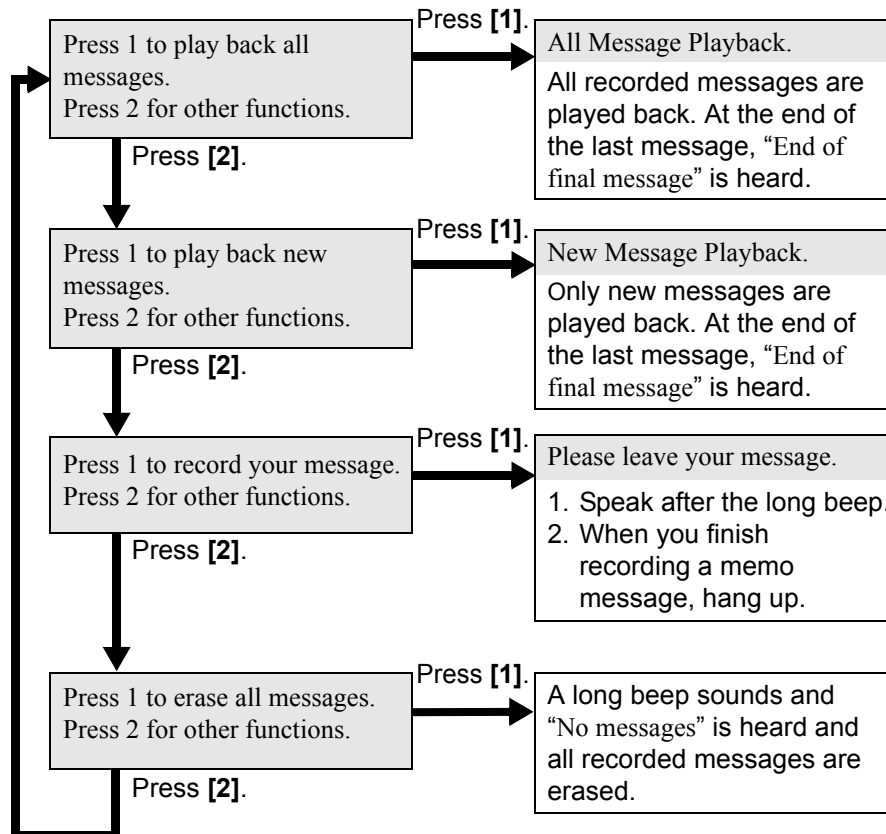 Press 1 to play back all
messages.
Press 2 for other functions.
Press [1].
All Message Playback.
All recorded messages are
played back. At the end of
the last message, “End of
final message” is heard.
Press [2].
Press 1 to play back new
messages.
Press 2 for other functions.
Press [1].
New Message Playback.
Only new messages are
played back. At the end of
the last message, “End of
final message” is heard.
Press [2].
Press 1 to record your message.
Press 2 for other functions.
Press [1].
Please leave your message.
1. Speak after the long beep.
2. When you finish
recording a memo
message, hang up.
Press [2].
Press 1 to erase all messages.
Press 2 for other functions.
Press [1].
A long beep sounds and
“No messages” is heard and
all recorded messages are
erased.
Press [2].